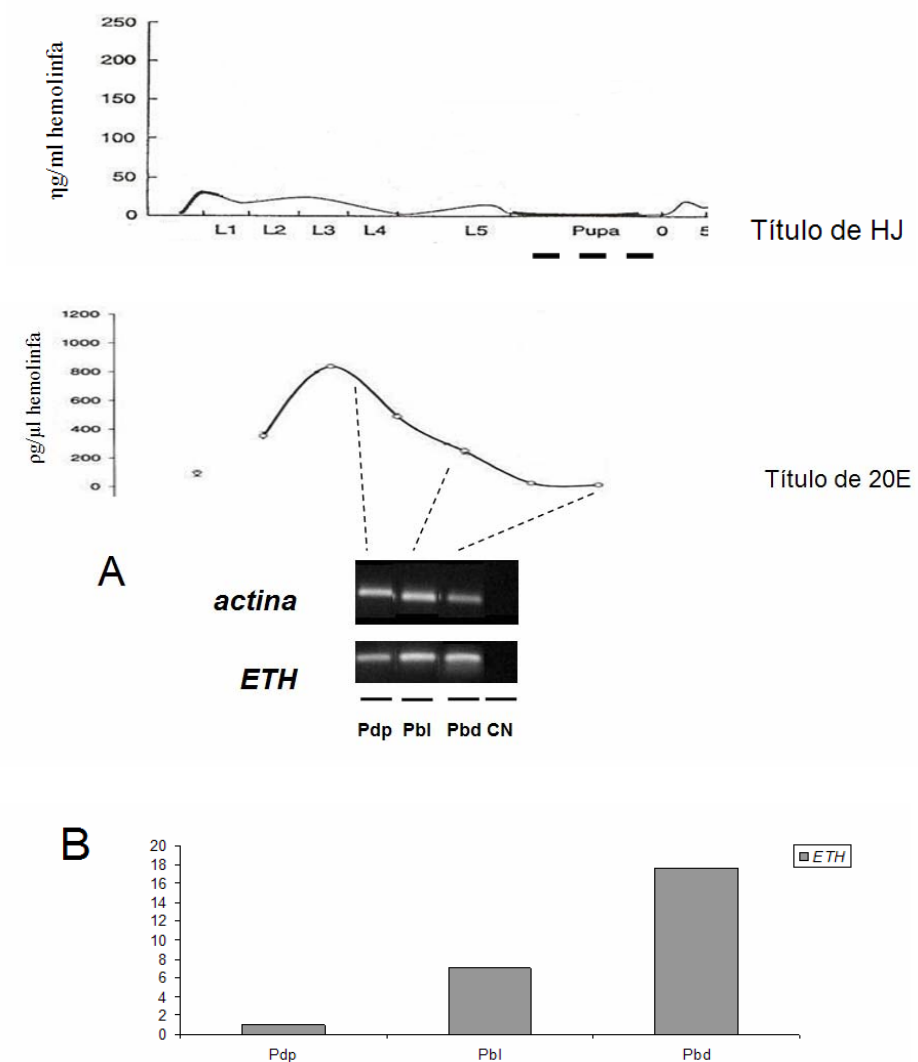 250
200
150
100
50
0
ηg/ml hemolinfa
L1 L2 L3 L4 L5 Pupa 0 5
Título de HJ
1200
1000
800
600
400
200
0
ρg/µl hemolinfa
Título de 20E
A
actina
ETH
Pdp Pbl Pbd CN
B
20
18
16
14
12
10
8
6
4
2
0
ETH
Pdp Pbl Pbd